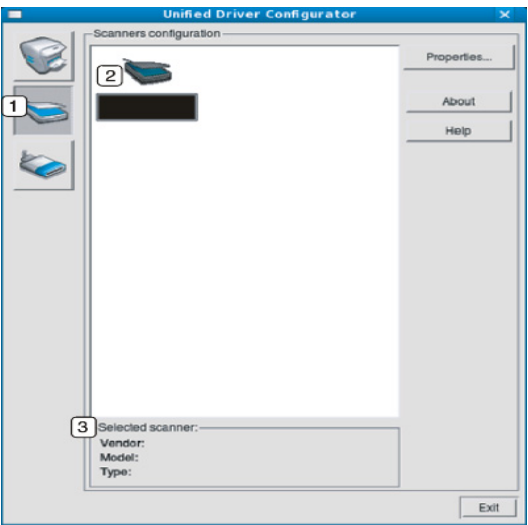 Unified Driver Configurator
Scanners configuration
Properties...
2
1
About
Help
3
Selected scanner:
Vendor:
Model:
Type:
Exit